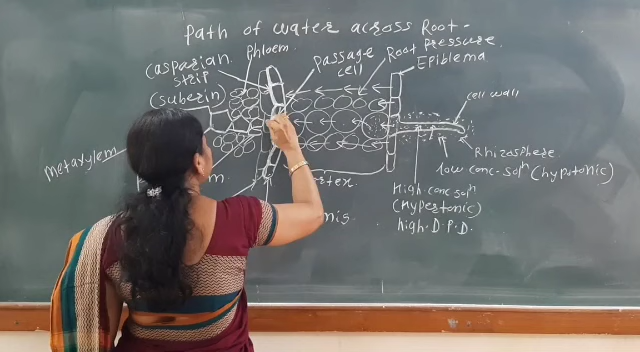 Path of water across Root-
Casparian
strip
(suberin)
Phloem
Passage
cell
Root pressure
Epiblema
cell wall
Rhizosphere
low conc-solⁿ (hypotonic)
Metaxylem
High-conc solⁿ
(Hypertonic)
high D.P.D.